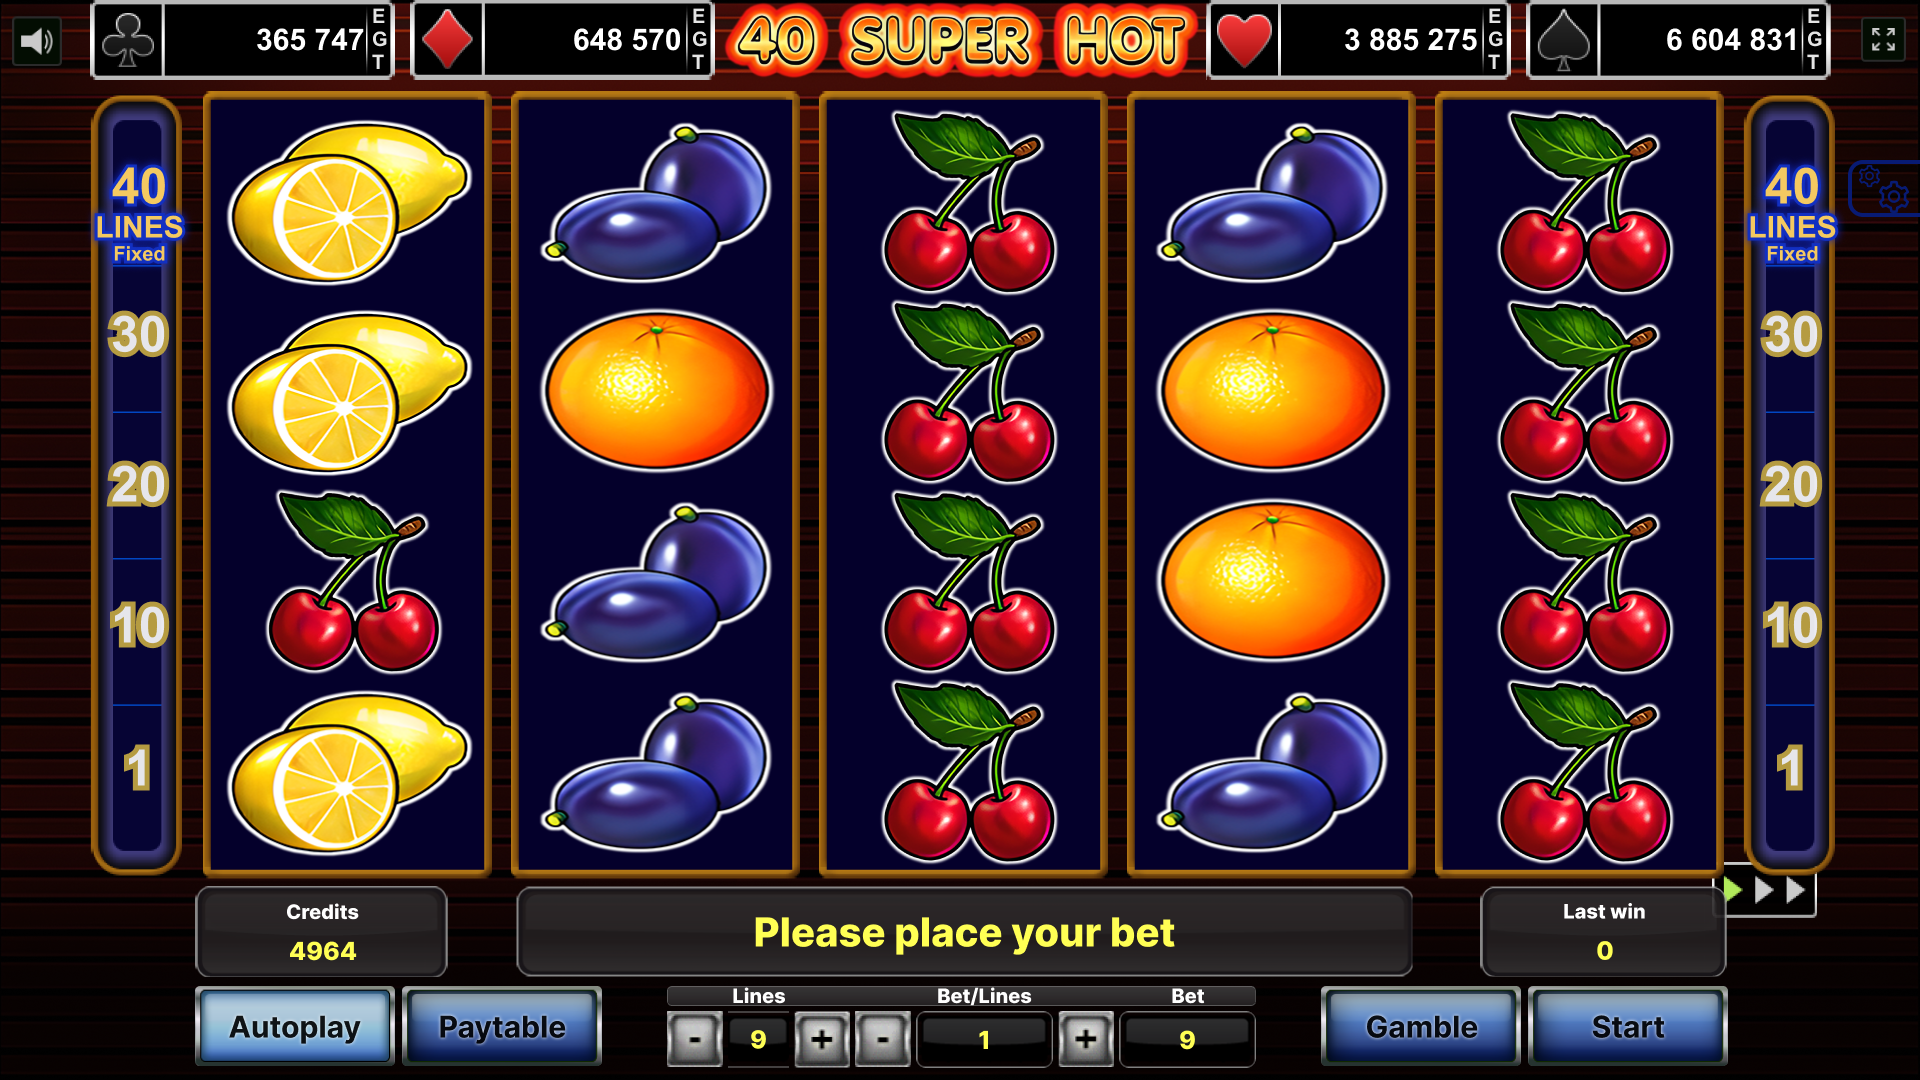 365 747
EGT
648 570
EGT
40 SUPER HOT
3 885 275
EGT
6 604 831
EGT
40
LINES
Fixed
30
20
10
1
40
LINES
Fixed
30
20
10
1
Credits
4964
Please place your bet
Last win
0
Autoplay
Paytable
Lines
- 9 +
Bet/Lines
- 1 +
Bet
9
Gamble
Start